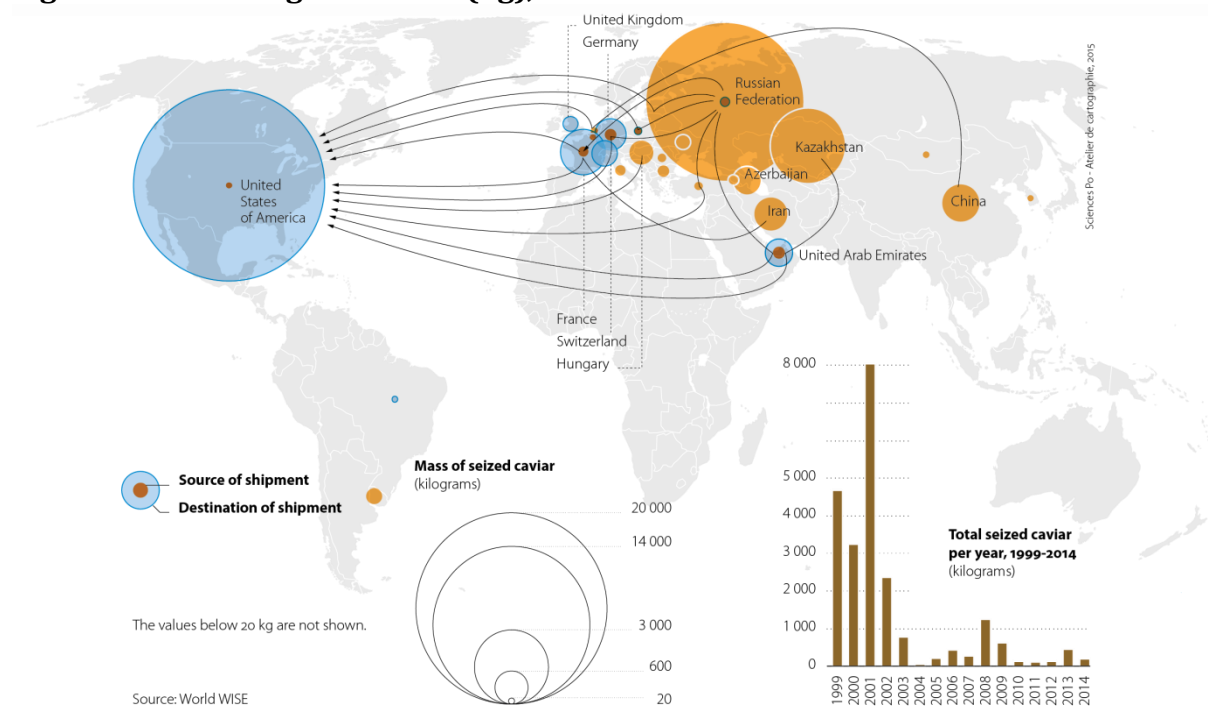 United Kingdom
Germany
Russian
Federation
Kazakhstan
Azerbaijan
Iran
China
United Arab Emirates
United
States
of America
France
Switzerland
Hungary
Sciences Po - Atelier de cartographie, 2015
Source of shipment
Destination of shipment
Mass of seized caviar
(kilograms)
20 000
14 000
3 000
600
20
The values below 20 kg are not shown.
Source: World WISE
8 000
5 000
4 000
3 000
2 000
1 000
0
Total seized caviar
per year, 1999-2014
(kilograms)
1999
2000
2001
2002
2003
2004
2005
2006
2007
2008
2009
2010
2011
2012
2013
2014